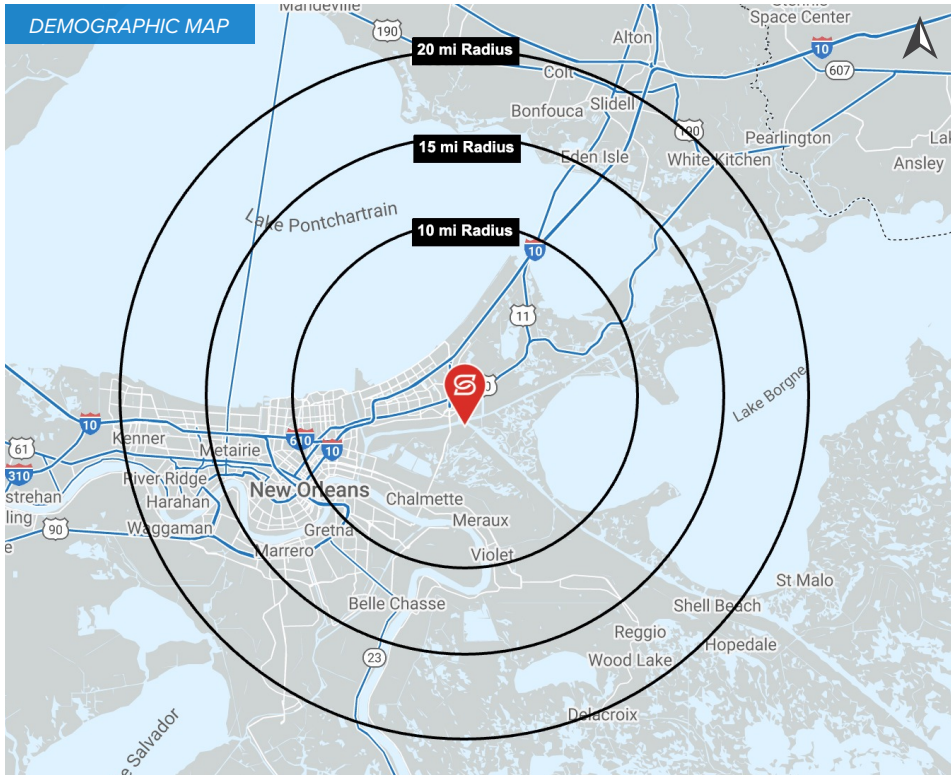 DEMOGRAPHIC MAP
Mandeville
190
20 mi Radius
Alton
Space Center
10
607
Colt
Bonfouca
Slidell
190
Pearlington
15 mi Radius
Eden Isle
White Kitchen
Ansley
Lake Pontchartrain
10 mi Radius
10
11
Lake Borgne
10
Kenner
61
Metairie
610
10
310
River Ridge
New Orleans
Harahan
Chalmette
90
Waggaman
Gretna
Meraux
Marrero
Violet
St Malo
Belle Chasse
Shell Beach
Reggio
Hopedale
23
Wood Lake
Delacroix
Salvador